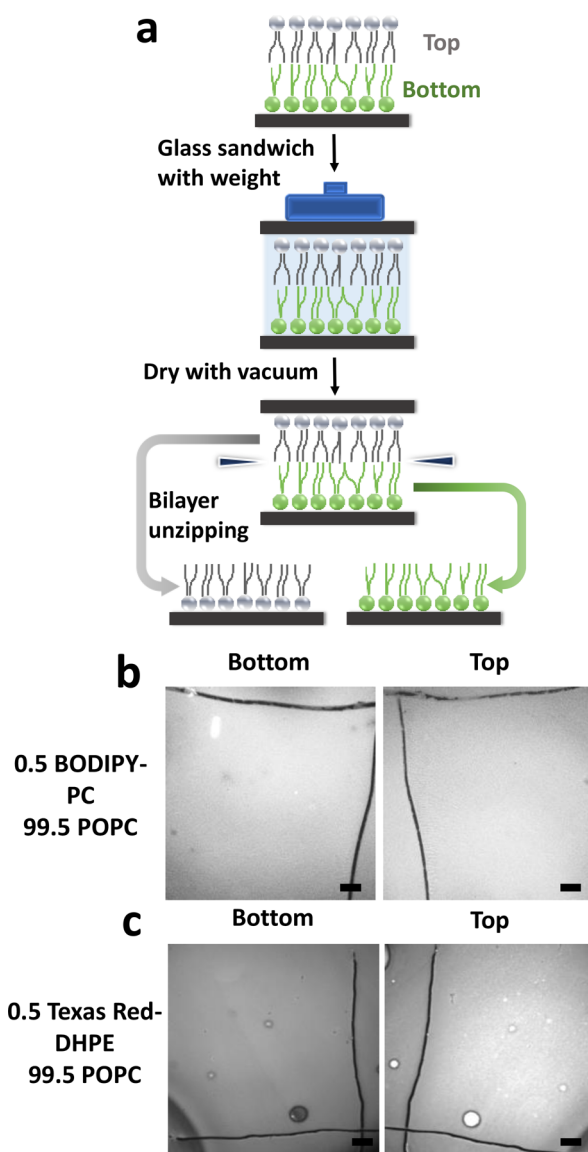 a
Top
Bottom
Glass sandwich
with weight
Dry with vacuum
Bilayer
unzipping
b
Bottom
Top
0.5 BODIPY-
PC
99.5 POPC
c
Bottom
Top
0.5 Texas Red-
DHPE
99.5 POPC